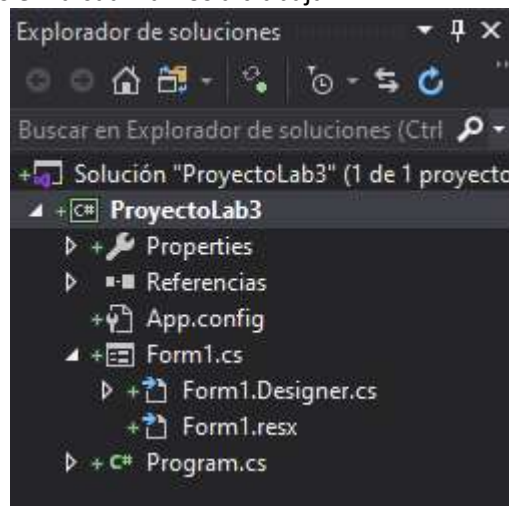 Explorador de soluciones
Buscar en Explorador de soluciones (Ctrl
Solución "ProyectoLab3" (1 de 1 proyecto
C# ProyectoLab3
Properties
Referencias
App.config
Form1.cs
Form1.Designer.cs
Form1.resx
C# Program.cs